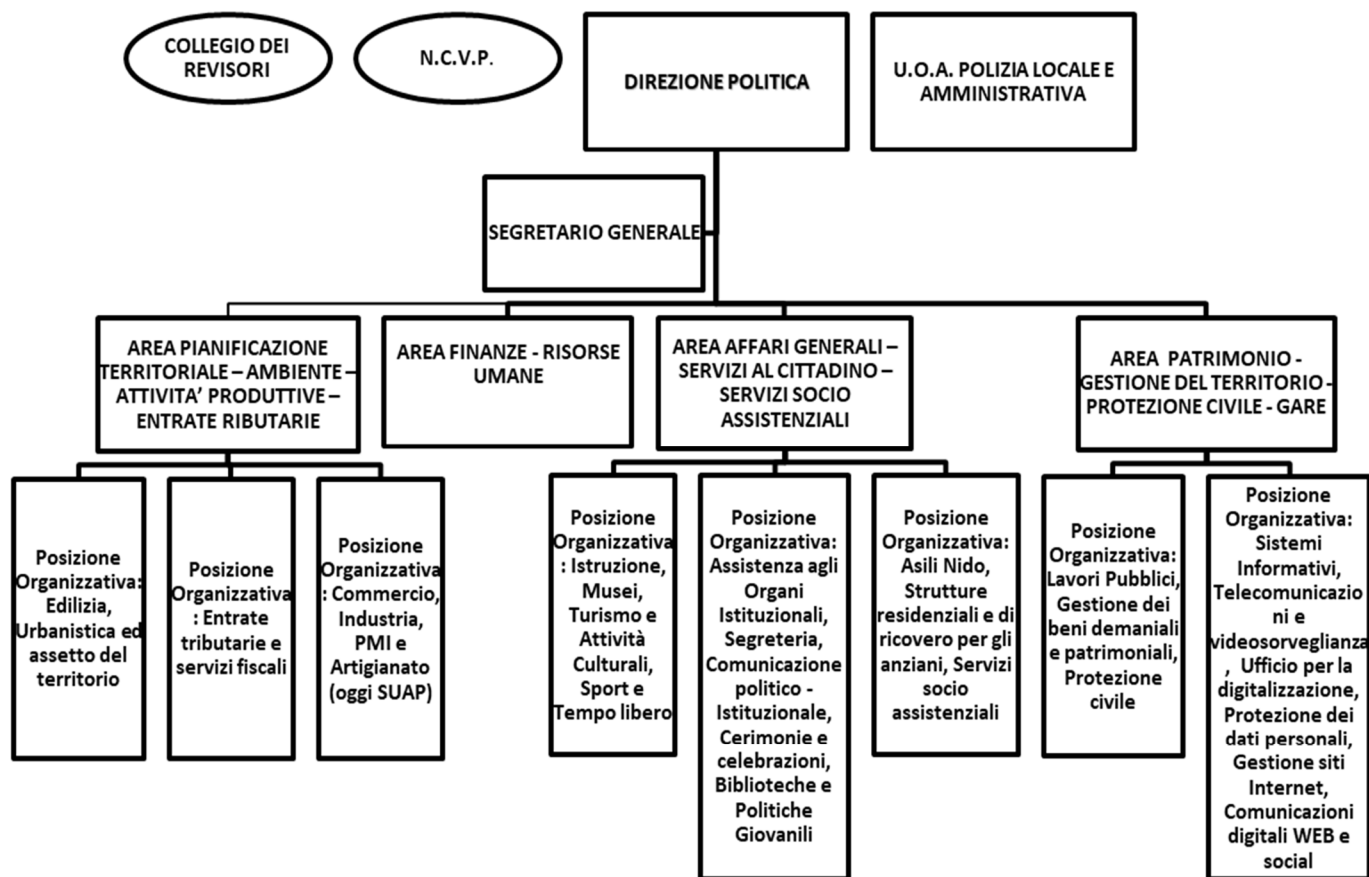 COLLEGIO DEI
REVISORI
N.C.V.P.
DIREZIONE POLITICA
U.O.A. POLIZIA LOCALE E
AMMINISTRATIVA
SEGRETARIO GENERALE
AREA PIANIFICAZIONE
TERRITORIALE – AMBIENTE –
ATTIVITA' PRODUTTIVE –
ENTRATE RIBUTARIE
AREA FINANZE - RISORSE
UMANE
AREA AFFARI GENERALI –
SERVIZI AL CITTADINO –
SERVIZI SOCIO
ASSISTENZIALI
AREA PATRIMONIO -
GESTIONE DEL TERRITORIO -
PROTEZIONE CIVILE - GARE
Posizione
Organizzativa:
Edilizia,
Urbanistica ed
assetto del
territorio
Posizione
Organizzativa
: Entrate
tributarie e
servizi fiscali
Posizione
Organizzativa
: Commercio,
Industria,
PMI e
Artigianato
(oggi SUAP)
Posizione
Organizzativa
: Istruzione,
Musei,
Turismo e
Attività
Culturali,
Sport e
Tempo libero
Posizione
Organizzativa:
Assistenza agli
Organi
Istituzionali,
Segreteria,
Comunicazione
politico -
Istituzionale,
Cerimonie e
celebrazioni,
Biblioteche e
Politiche
Giovanili
Posizione
Organizzativa:
Asili Nido,
Strutture
residenziali e di
ricovero per gli
anziani, Servizi
socio
assistenziali
Posizione
Organizzativa:
Lavori Pubblici,
Gestione dei
beni demaniali
e patrimoniali,
Protezione
civile
Posizione
Organizzativa:
Sistemi
Informativi,
Telecomunicazio
ni e
videosorveglianza
, Ufficio per la
digitalizzazione,
Protezione dei
dati personali,
Gestione siti
Internet,
Comunicazioni
digitali WEB e
social